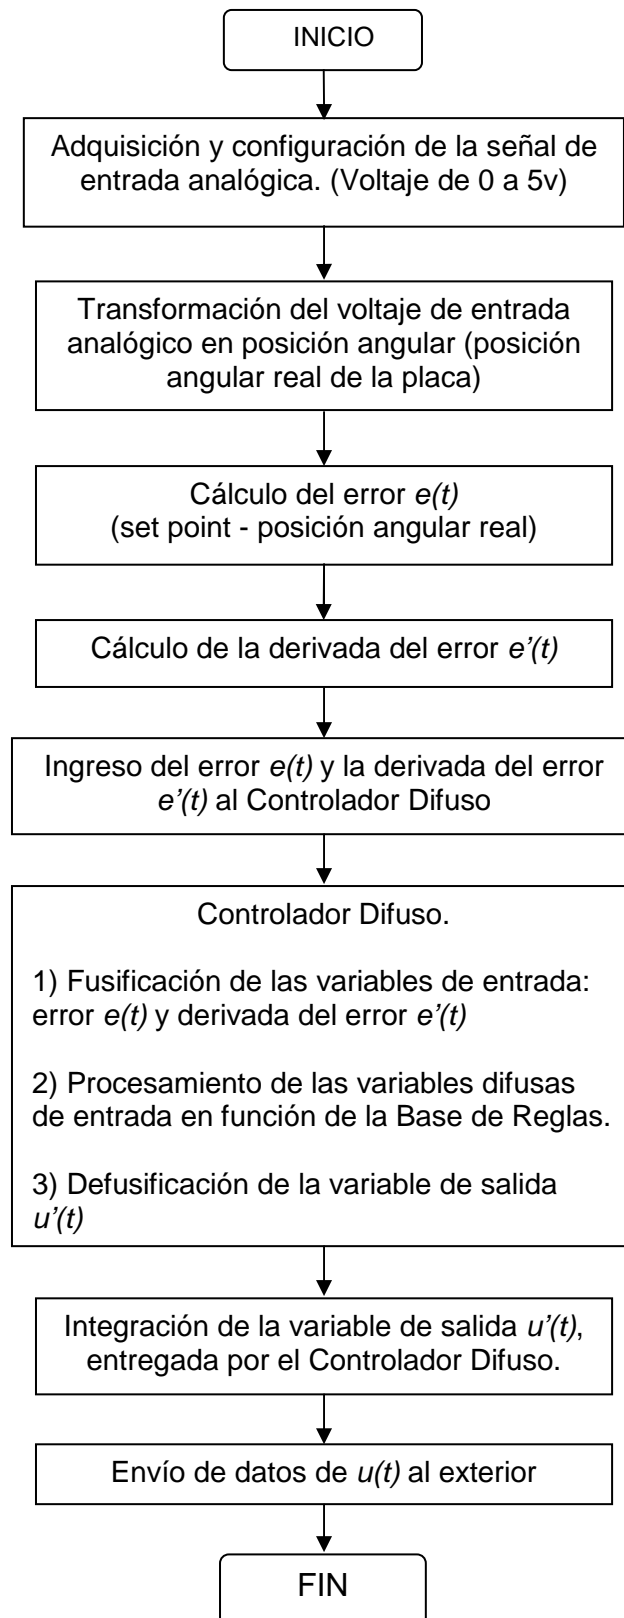 INICIO
Adquisición y configuración de la señal de
entrada analógica. (Voltaje de 0 a 5v)
Transformación del voltaje de entrada
analógico en posición angular (posición
angular real de la placa)
Cálculo del error e(t)
(set point - posición angular real)
Cálculo de la derivada del error e’(t)
Ingreso del error e(t) y la derivada del error
e’(t) al Controlador Difuso
Controlador Difuso.
1) Fusificación de las variables de entrada:
error e(t) y derivada del error e’(t)
2) Procesamiento de las variables difusas
de entrada en función de la Base de Reglas.
3) Defusificación de la variable de salida
u’(t)
Integración de la variable de salida u’(t),
entregada por el Controlador Difuso.
Envío de datos de u(t) al exterior
FIN